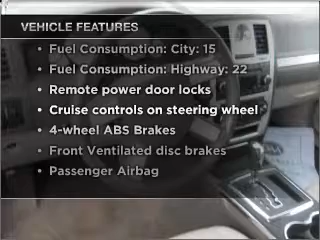 VEHICLE FEATURES
• Fuel Consumption: City: 15
• Fuel Consumption: Highway: 22
• Remote power door locks
• Cruise controls on steering wheel
• 4-wheel ABS Brakes
• Front Ventilated disc brakes
• Passenger Airbag